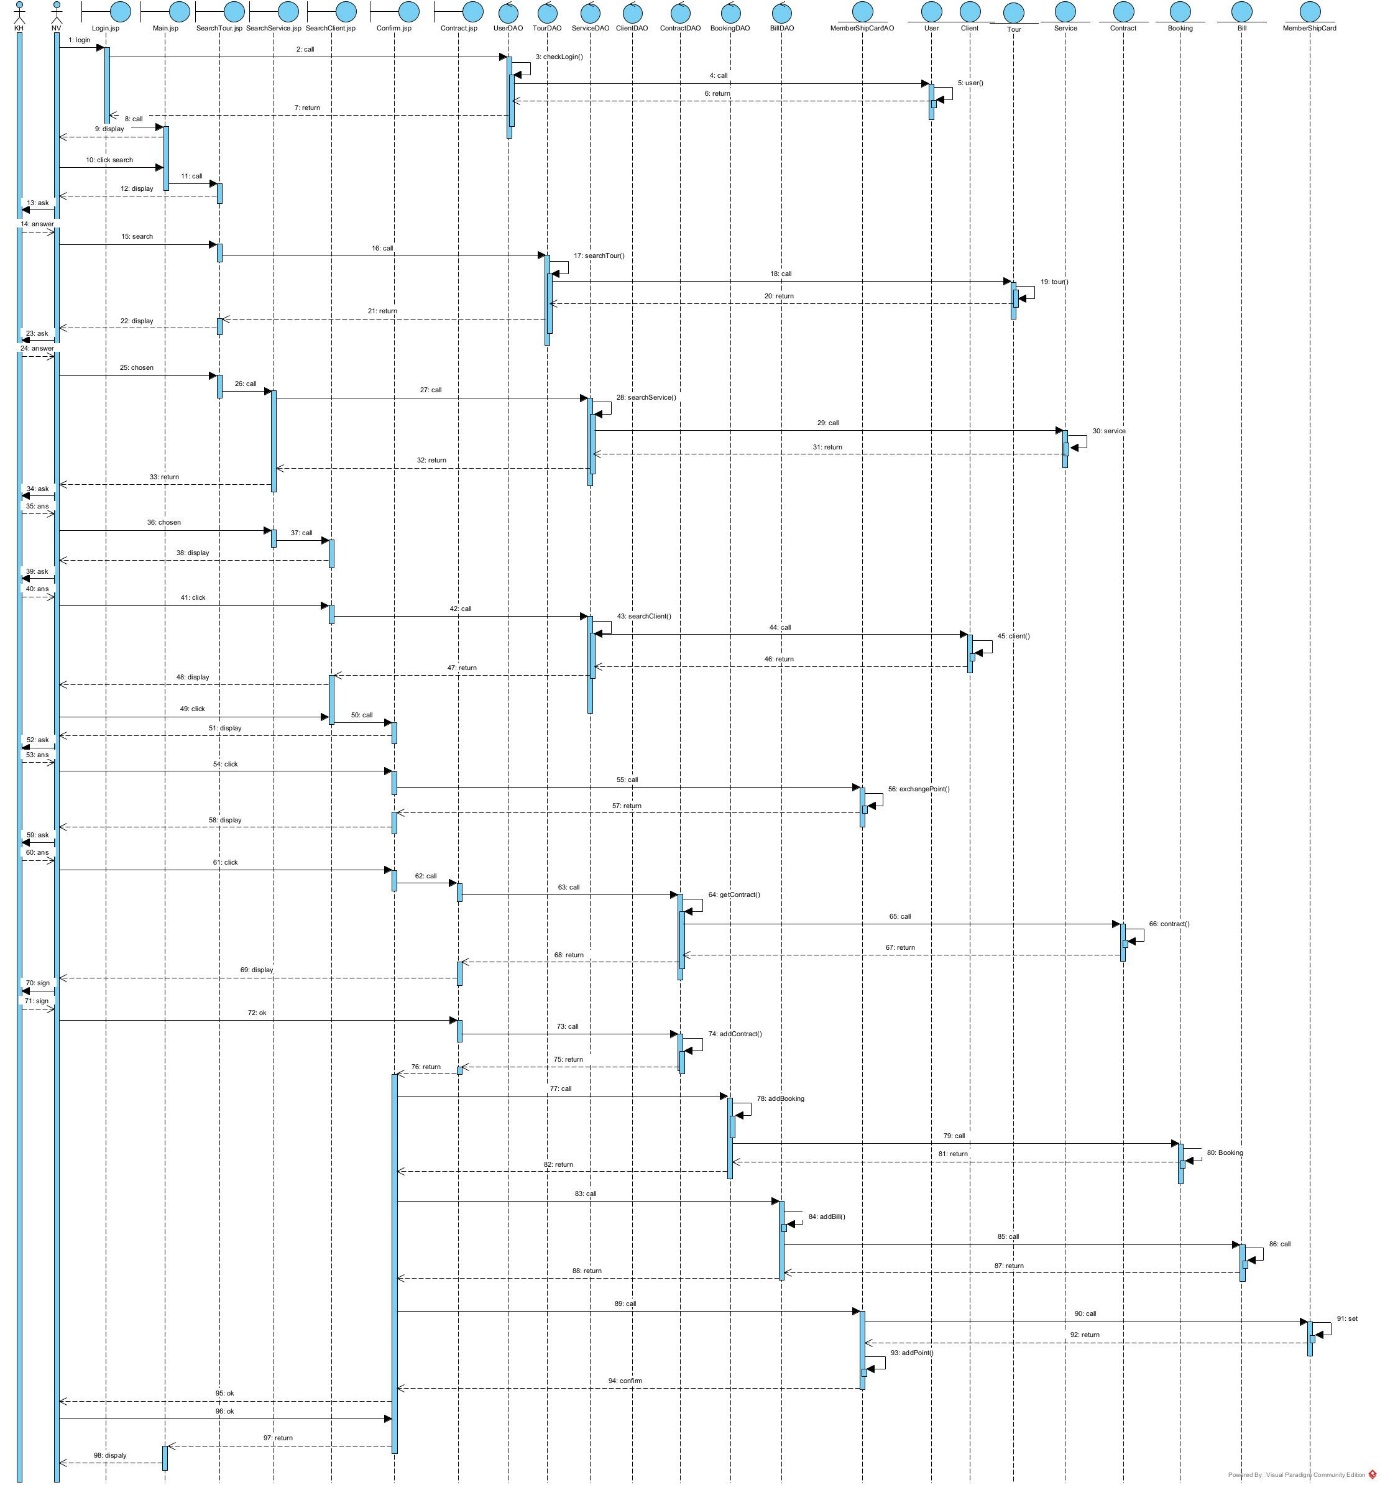 KH
NV
Login.jsp
Main.jsp
SearchTour.jsp
SearchService.jsp
SearchClient.jsp
Confirm.jsp
Contract.jsp
UserDAO
TourDAO
ServiceDAO
ClientDAO
ContractDAO
BookingDAO
BillDAO
MemberShipCardAO
User
Client
Tour
Service
Contract
Booking
Bill
MemberShipCard
1: login
2: call
3: checkLogin()
4: call
5: user()
6: return
7: return
8: call
9: display
10: click search
11: call
12: display
13: ask
14: answer
15: search
16: call
17: searchTour()
18: call
19: tour()
20: return
21: return
22: display
23: ask
24: answer
25: chosen
26: call
27: call
28: searchService()
29: call
30: service
31: return
32: return
33: return
34: ask
35: ans
36: chosen
37: call
38: display
39: ask
40: ans
41: click
42: call
43: searchClient()
44: call
45: client()
46: return
47: return
48: display
49: click
50: call
51: display
52: ask
53: ans
54: click
55: call
56: exchangePoint()
57: return
58: display
59: ask
60: ans
61: click
62: call
63: call
64: getContract()
65: call
66: contract()
67: return
68: return
69: display
70: sign
71: sign
72: ok
73: call
74: addContract()
75: return
76: return
77: call
78: addBooking
79: call
80: Booking
81: return
82: return
83: call
84: addBill()
85: call
86: call
87: return
88: return
89: call
90: call
91: set
92: return
93: addPoint()
94: confirm
95: ok
96: ok
97: return
98: dispaly
Powered By Visual Paradigm Community Edition